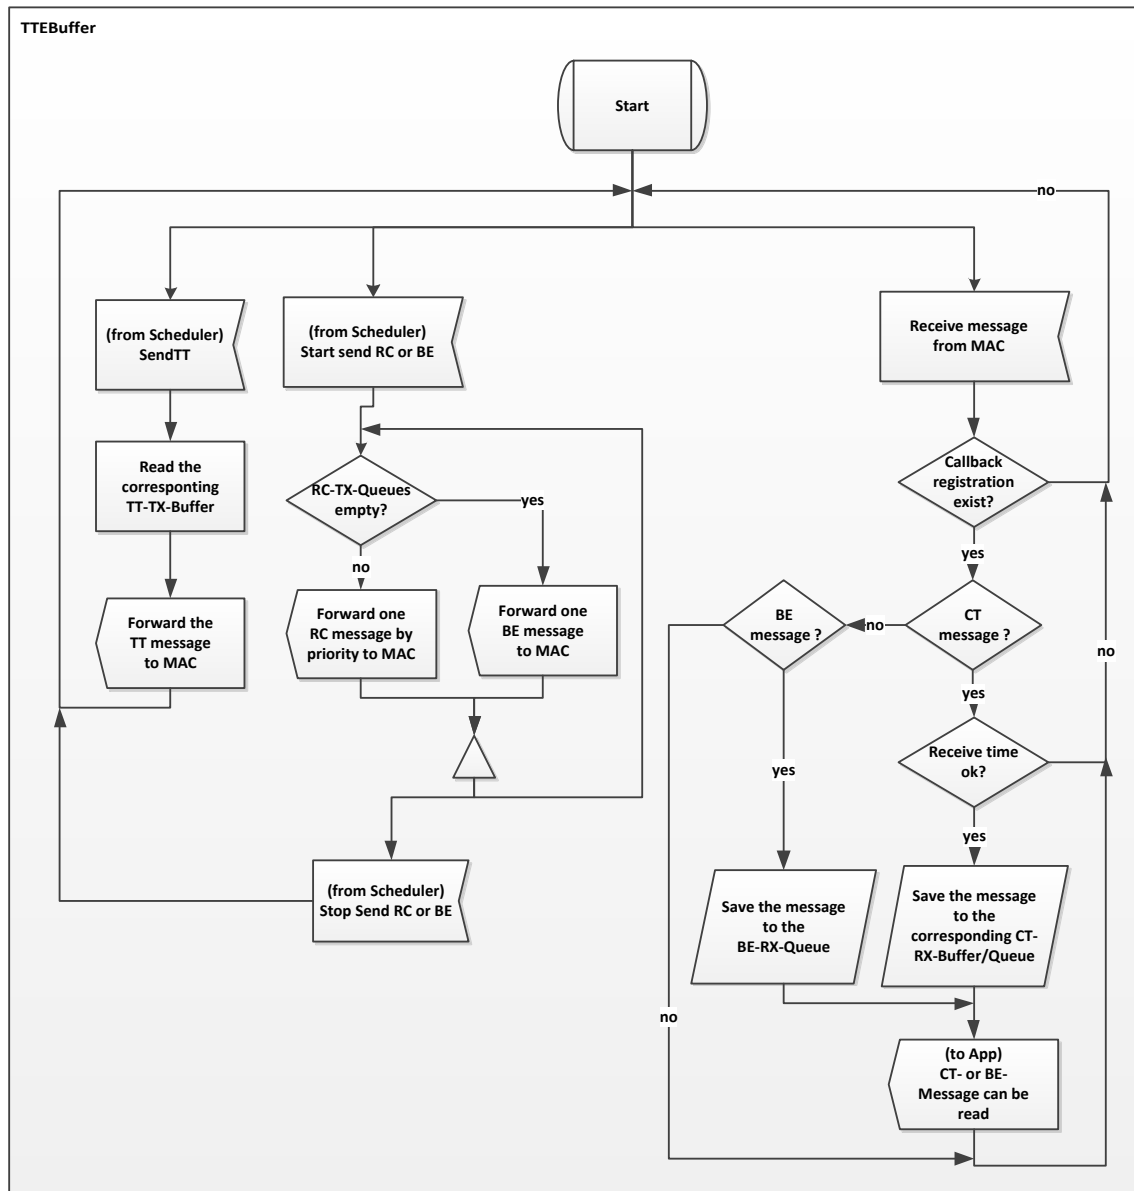 TTEBuffer
Start
no
(from Scheduler)
SendTT
(from Scheduler)
Start send RC or BE
Receive message
from MAC
Read the
corresponting
TT-TX-Buffer
RC-TX-Queues
empty?
yes
no
Callback
registration
exist?
yes
Forward the
TT message
to MAC
Forward one
RC message by
priority to MAC
Forward one
BE message
to MAC
BE
message ?
no
CT
message ?
no
yes
yes
Receive time
ok?
yes
(from Scheduler)
Stop Send RC or BE
Save the message
to the
BE-RX-Queue
Save the message
to the
corresponding CT-
RX-Buffer/Queue
no
(to App)
CT- or BE-
Message can be
read